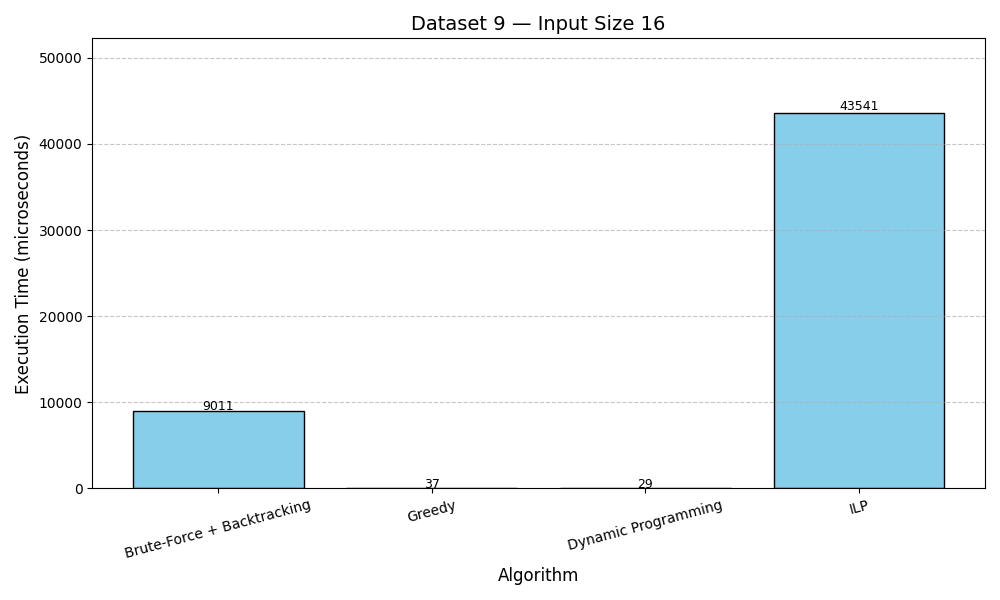 Dataset 9 — Input Size 16
Execution Time (microseconds)
50000
40000
30000
20000
10000
0
9011
37
29
43541
Brute-Force + Backtracking
Greedy
Dynamic Programming
ILP
Algorithm